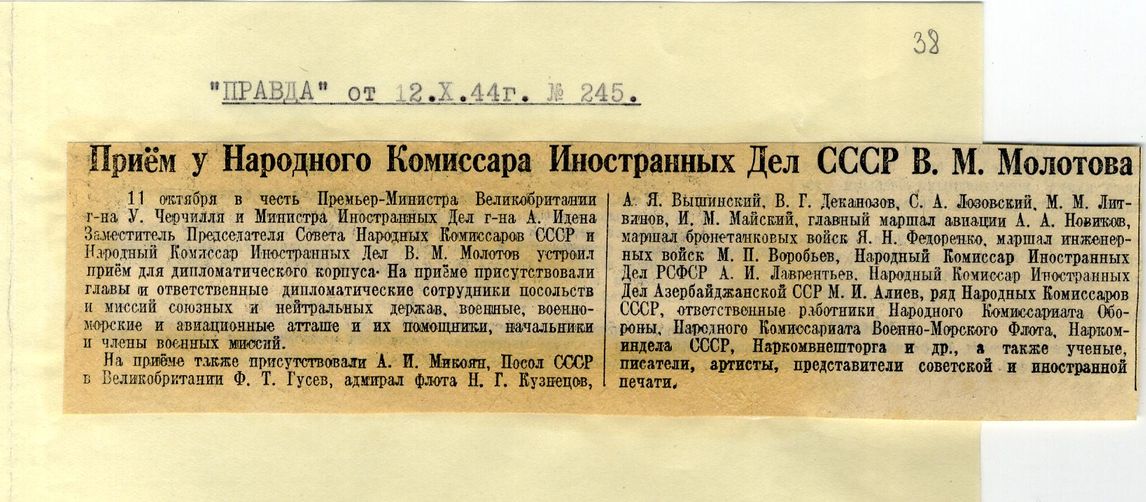 38
"ПРАВДА" от 12.X.44г. № 245.
Приём у Народного Комиссара Иностранных Дел СССР В. М. Молотова
11 октября в честь Премьер-Министра Великобритании
г-на У. Черчилля и Министра Иностранных Дел г-на А. Идена
Заместитель Председателя Совета Народных Комиссаров СССР и
Народный Комиссар Иностранных Дел В. М. Молотов устроил
приём для дипломатического корпуса. На приёме присутствовали
главы и ответственные дипломатические сотрудники посольств
и миссий союзных и нейтральных держав, военные, военно-
морские и авиационные атташе и их помощники, начальники
и члены военных миссий.
На приёме также присутствовали А. И. Микоян, Посол СССР
в Великобритании Ф. Т. Гусев, адмирал флота Н. Г. Кузнецов,
А. Я. Вышинский, В. Г. Деканозов, С. А. Лозовский, М. М. Лит-
винов, И. М. Майский, главный маршал авиации А. А. Новиков,
маршал бронетанковых войск Я. Н. Федоренко, маршал инженер-
ных войск М. П. Воробьев, Народный Комиссар Иностранных
Дел РСФСР А. И. Лаврентьев, Народный Комиссар Иностранных
Дел Азербайджанской ССР М. И. Алиев, ряд Народных Комиссаров
СССР, ответственные работники Народного Комиссариата Обо-
роны, Народного Комиссариата Военно-Морского Флота, Нарком-
индела СССР, Наркомвнешторга и др., а также ученые,
писатели, артисты, представители советской и иностранной
печати.